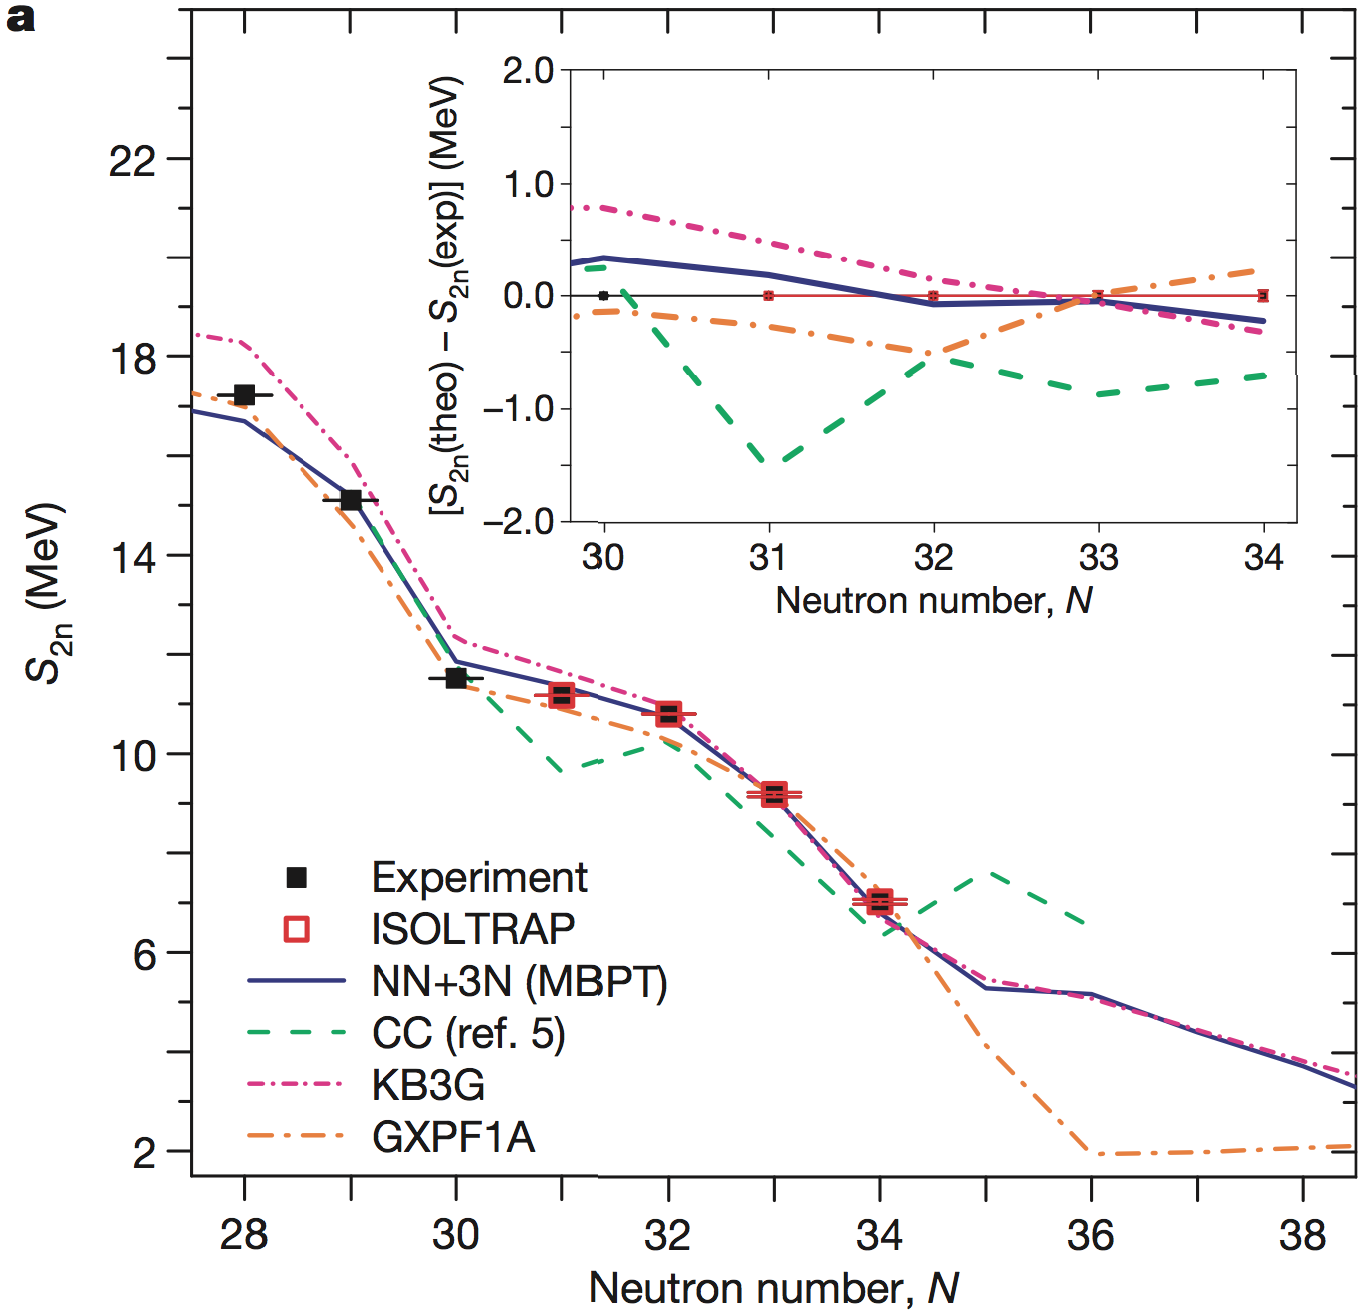 a
[S2n(theo) – S2n(exp)] (MeV)
2.0
1.0
0.0
–1.0
–2.0
30 31 32 33 34
Neutron number, N
S2n (MeV)
22
18
14
10
6
2
Experiment
ISOLTRAP
NN+3N (MBPT)
CC (ref. 5)
KB3G
GXPF1A
28 30 32 34 36 38
Neutron number, N